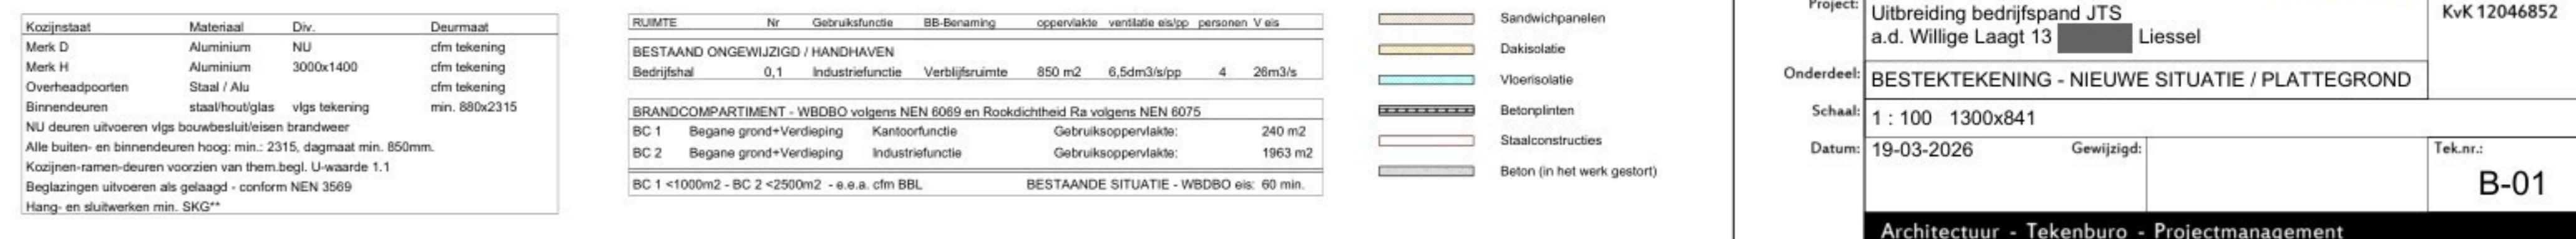 Kozijnstaat Materiaal Div. Deurmaat
Merk D Aluminium NU cfm tekening
Merk H Aluminium 3000x1400 cfm tekening
Overheadpoorten Staal / Alu cfm tekening
Binnendeuren staal/hout/glas vlgs tekening min. 880x2315
NU deuren uitvoeren vlgs bouwbesluit/eisen brandweer
Alle buiten- en binnendeuren hoog: min.: 2315, dagmaat min. 850mm.
Kozijnen-ramen-deuren voorzien van them.begl. U-waarde 1.1
Beglazingen uitvoeren als gelaagd - conform NEN 3569
Hang- en sluitwerken min. SKG**
RUIMTE Nr Gebruiksfunctie BB-Benaming oppervlakte ventilatie eis/pp personen V eis
BESTAAND ONGEWIJZIGD / HANDHAVEN
Bedrijfshal 0,1 Industriefunctie Verblijfsruimte 850 m2 6,5dm3/s/pp 4 26m3/s
BRANDCOMPARTIMENT - WBDBO volgens NEN 6069 en Rookdichtheid Ra volgens NEN 6075
BC 1 Begane grond+Verdieping Kantoorfunctie Gebruiksoppervlakte: 240 m2
BC 2 Begane grond+Verdieping Industriefunctie Gebruiksoppervlakte: 1963 m2
BC 1 <1000m2 - BC 2 <2500m2 - e.e.a. cfm BBL BESTAANDE SITUATIE - WBDBO eis: 60 min.
Sandwichpanelen
Dakisolatie
Vloerisolatie
Betonplinten
Staalconstructies
Beton (in het werk gestort)
Project:
Uitbreiding bedrijfspand JTS
a.d. Willige Laagt 13 Liessel
KvK 12046852
Onderdeel: BESTEKTEKENING - NIEUWE SITUATIE / PLATTEGROND
Schaal: 1 : 100 1300x841
Datum: 19-03-2026 Gewijzigd: Tek.nr.:
B-01
Architectuur - Tekenburo - Projectmanagement